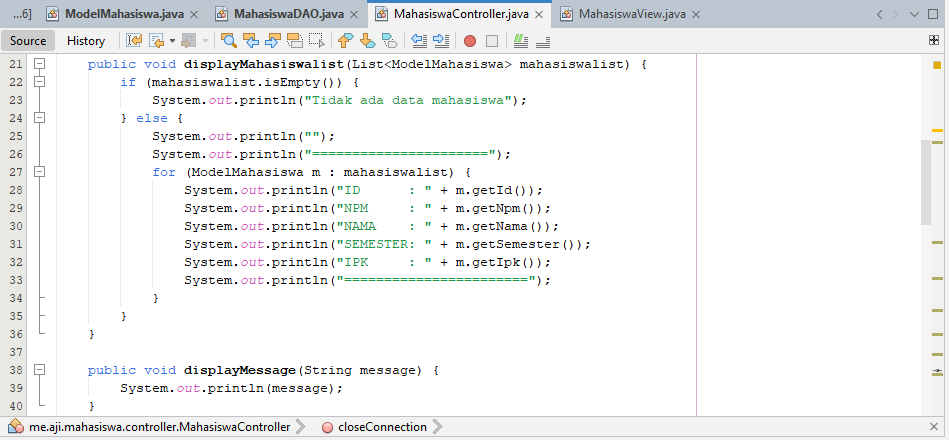 ...6] ModelMahasiswa.java MahasiswaDAO.java MahasiswaController.java MahasiswaView.java
Source History
21 public void displayMahasiswalist(List<ModelMahasiswa> mahasiswalist) {
22 if (mahasiswalist.isEmpty()) {
23 System.out.println("Tidak ada data mahasiswa");
24 } else {
25 System.out.println("");
26 System.out.println("======================");
27 for (ModelMahasiswa m : mahasiswalist) {
28 System.out.println("ID      : " + m.getId());
29 System.out.println("NPM     : " + m.getNpm());
30 System.out.println("NAMA    : " + m.getNama());
31 System.out.println("SEMESTER: " + m.getSemester());
32 System.out.println("IPK     : " + m.getIpk());
33 System.out.println("=======================");
34 }
35 }
36 }
37
38 public void displayMessage(String message) {
39 System.out.println(message);
40 }
me.aji.mahasiswa.controller.MahasiswaController closeConnection